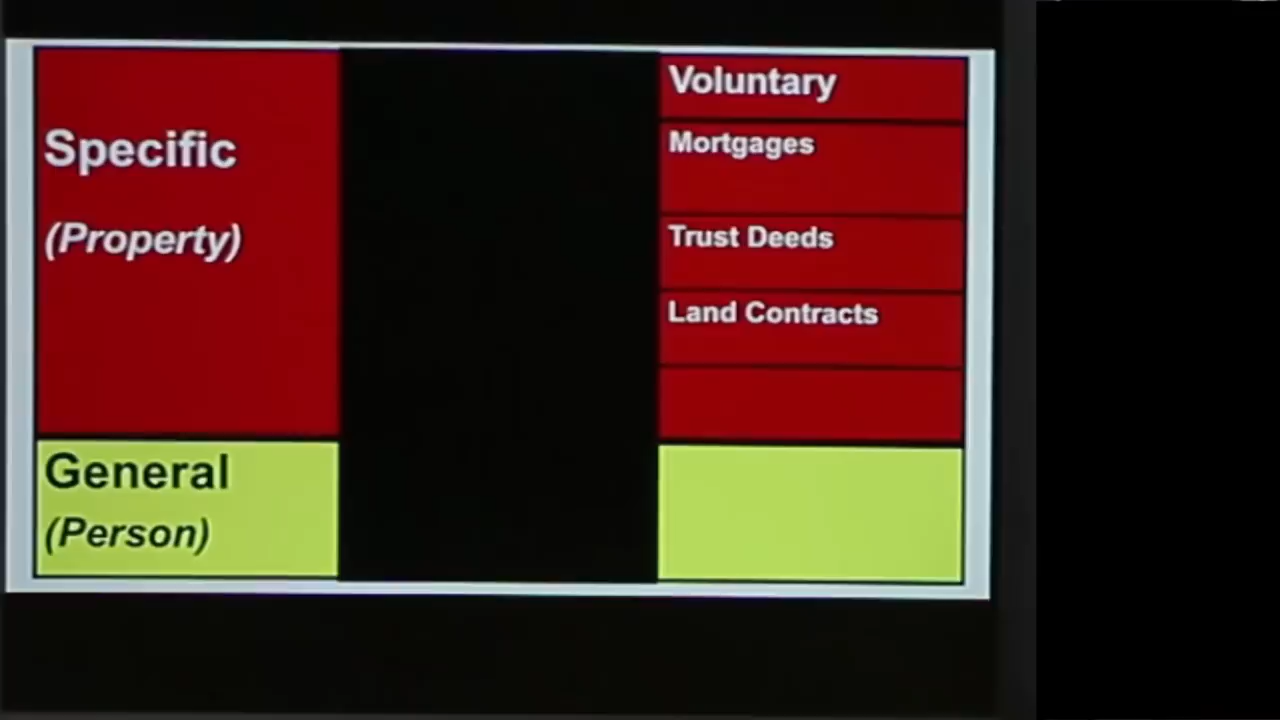 Specific
(Property)
General
(Person)
Voluntary
Mortgages
Trust Deeds
Land Contracts